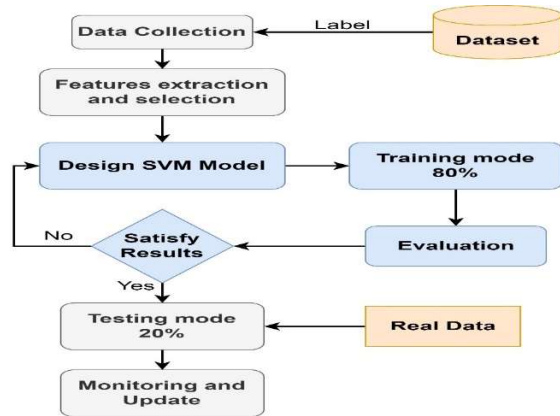 Data Collection
Label
Dataset
Features extraction
and selection
Design SVM Model
Training mode
80%
No
Satisfy
Results
Evaluation
Yes
Testing mode
20%
Real Data
Monitoring and
Update